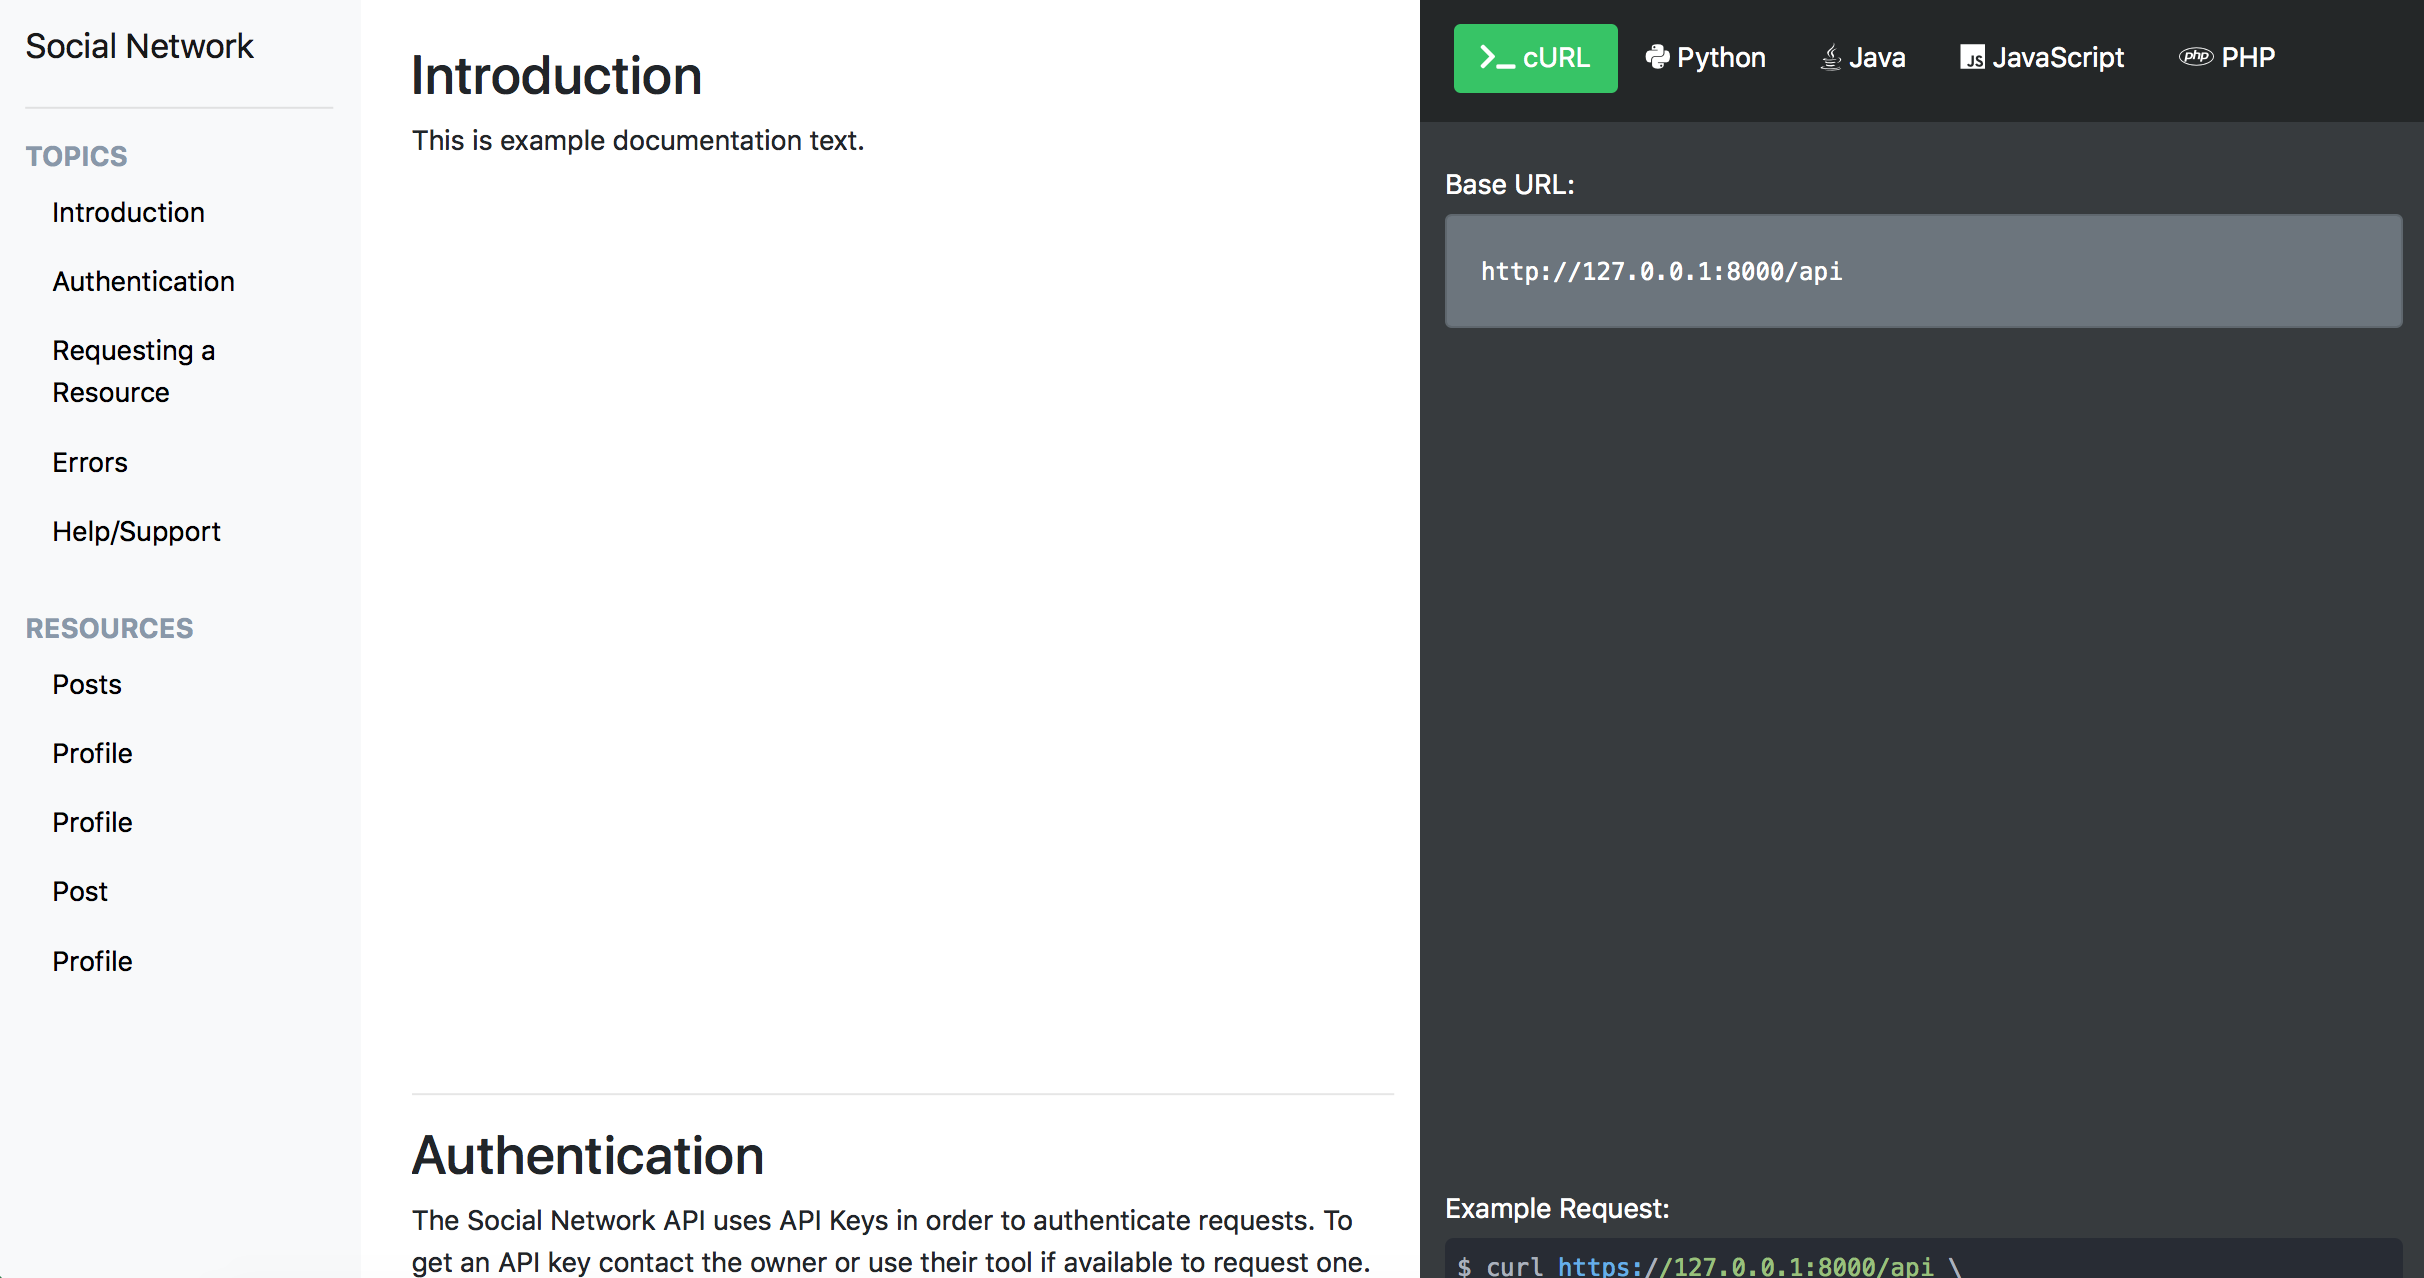 Social Network
TOPICS
Introduction
Authentication
Requesting a
Resource
Errors
Help/Support
RESOURCES
Posts
Profile
Profile
Post
Profile
Introduction
This is example documentation text.
Authentication
The Social Network API uses API Keys in order to authenticate requests. To
get an API key contact the owner or use their tool if available to request one.
cURL Python Java JS JavaScript php PHP
Base URL:
http://127.0.0.1:8000/api
Example Request:
$ curl https://127.0.0.1:8000/api \